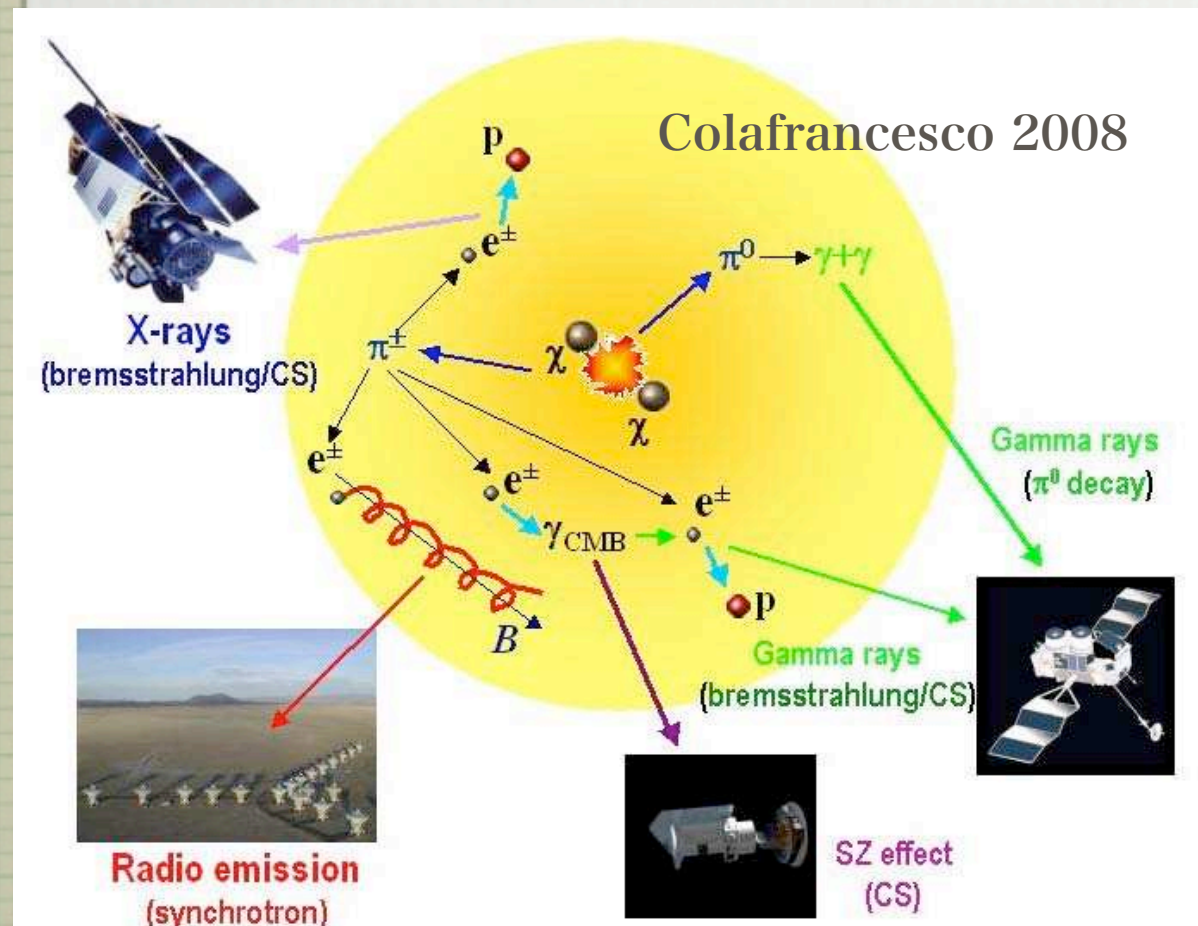 Colafrancesco 2008
p
e±
π⁰
γ+γ
X-rays
(bremsstrahlung/CS)
π±
χ
χ
e±
e±
e±
Gamma rays
(π⁰ decay)
γCMB
p
B
Gamma rays
(bremsstrahlung/CS)
Radio emission
(synchrotron)
SZ effect
(CS)